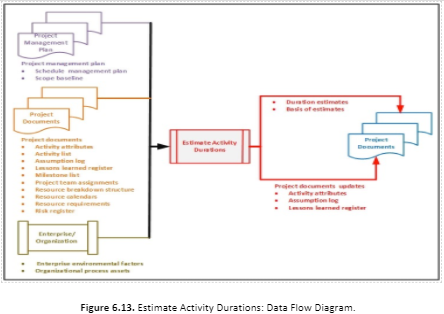 Project
Management
Plan
Project management plan
• Schedule management plan
• Scope baseline
Project
Documents
Project documents
• Activity attributes
• Activity list
• Assumption log
• Lessons learned register
• Milestone list
• Project team assignments
• Resource breakdown structure
• Resource calendars
• Resource requirements
• Risk register
Enterprise/
Organization
• Enterprise environmental factors
• Organizational process assets
Estimate Activity
Durations
• Duration estimates
• Basis of estimates
Project
Documents
Project documents updates
• Activity attributes
• Assumption log
• Lessons learned register
Figure 6.13. Estimate Activity Durations: Data Flow Diagram.